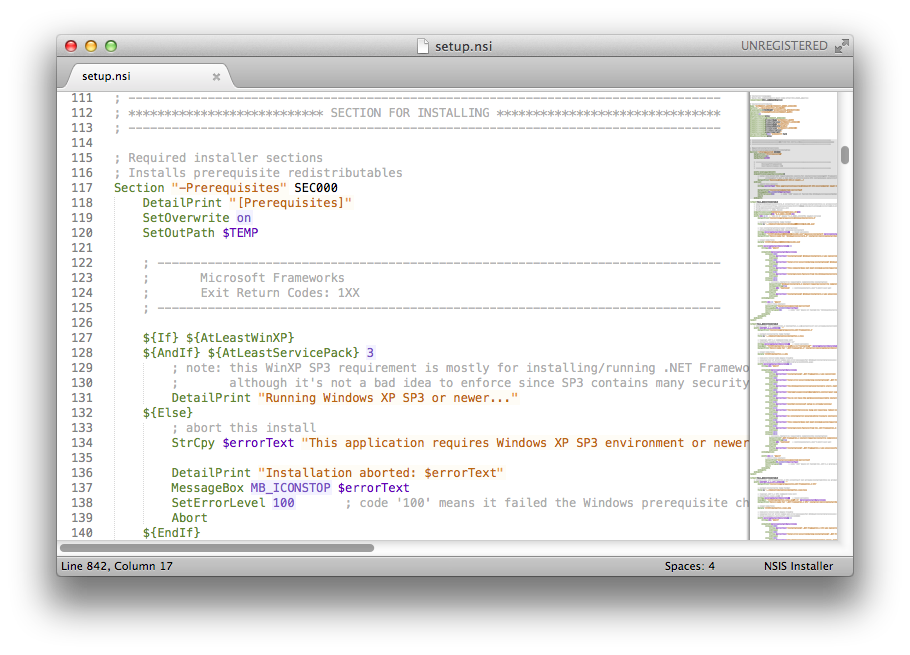 setup.nsi
UNREGISTERED
setup.nsi
111 ; ----------------------------------------------------------------------------------
112 ; *************************** SECTION FOR INSTALLING *******************************
113 ; ----------------------------------------------------------------------------------
114
115 ; Required installer sections
116 ; Installs prerequisite redistributables
117 Section "-Prerequisites" SEC000
118     DetailPrint "[Prerequisites]"
119     SetOverwrite on
120     SetOutPath $TEMP
121
122     ; ------------------------------------------------------------------------------
123     ;       Microsoft Frameworks
124     ;       Exit Return Codes: 1XX
125     ; ------------------------------------------------------------------------------
126
127     ${If} ${AtLeastWinXP}
128     ${AndIf} ${AtLeastServicePack} 3
129         ; note: this WinXP SP3 requirement is mostly for installing/running .NET Framewo
130         ;       although it's not a bad idea to enforce since SP3 contains many security
131         DetailPrint "Running Windows XP SP3 or newer..."
132     ${Else}
133         ; abort this install
134         StrCpy $errorText "This application requires Windows XP SP3 environment or newer
135
136         DetailPrint "Installation aborted: $errorText"
137         MessageBox MB_ICONSTOP $errorText
138         SetErrorLevel 100       ; code '100' means it failed the Windows prerequisite ch
139         Abort
140     ${EndIf}
Line 842, Column 17
Spaces: 4
NSIS Installer